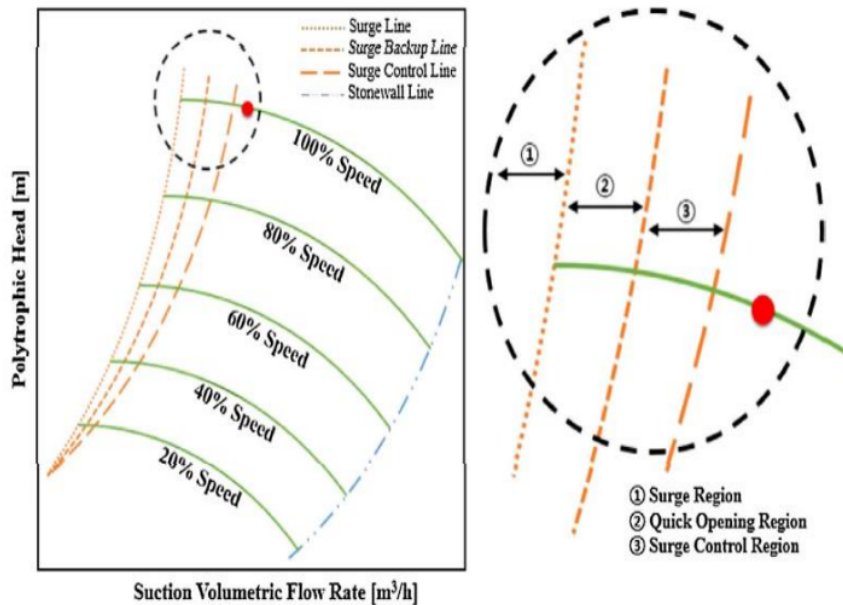 Surge Line
Surge Backup Line
Surge Control Line
Stonewall Line
100% Speed
80% Speed
60% Speed
40% Speed
20% Speed
Polytrophic Head [m]
Suction Volumetric Flow Rate [m³/h]
①
②
③
① Surge Region
② Quick Opening Region
③ Surge Control Region